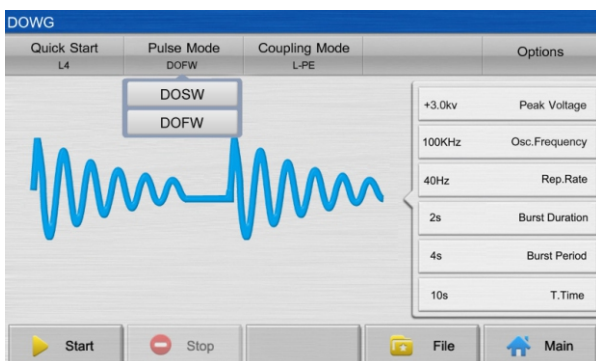 DOWG
Quick Start Pulse Mode Coupling Mode Options
L4 DOFW L-PE
DOSW
DOFW
+3.0kv Peak Voltage
100KHz Osc.Frequency
40Hz Rep.Rate
2s Burst Duration
4s Burst Period
10s T.Time
Start Stop File Main